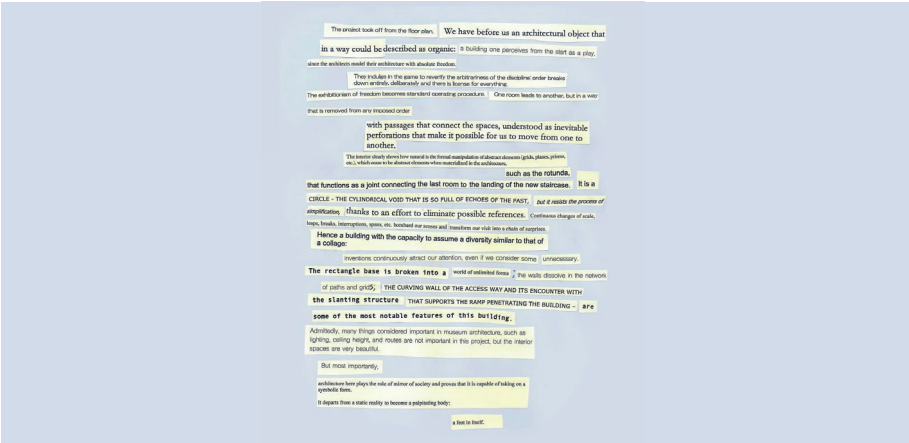 The project took off from the floor plan. We have before us an architectural object that
in a way could be described as organic: a building one perceives from the start as a play,
since the architects model their architecture with absolute freedom.
They indulge in the game to reverify the arbitrariness of the discipline: order breaks
down entirely, deliberately and there is license for everything.
The exhibitionism of freedom becomes standard operating procedure. One room leads to another, but in a way
that is removed from any imposed order
with passages that connect the spaces, understood as inevitable
perforations that make it possible for us to move from one to
another.
The interior clearly shows how natural is the formal manipulation of abstract elements (grids, planes, prisms,
etc.), which cease to be abstract elements when materialized in the architecture,
such as the rotunda,
that functions as a joint connecting the last room to the landing of the new staircase. It is a
CIRCLE - THE CYLINDRICAL VOID THAT IS SO FULL OF ECHOES OF THE PAST, but it resists the process of
simplification, thanks to an effort to eliminate possible references. Continuous changes of scale,
loops, breaks, interruptions, spans, etc. bombard our senses and transform our visit into a chain of surprises.
Hence a building with the capacity to assume a diversity similar to that of
a collage:
inventions continuously attract our attention, even if we consider some unnecessary.
The rectangle base is broken into a world of unlimited forms ; the walls dissolve in the network
of paths and grids; THE CURVING WALL OF THE ACCESS WAY AND ITS ENCOUNTER WITH
the slanting structure THAT SUPPORTS THE RAMP PENETRATING THE BUILDING – are
some of the most notable features of this building.
Admittedly, many things considered important in museum architecture, such as
lighting, ceiling height, and routes are not important in this project, but the interior
spaces are very beautiful.
But most importantly,
architecture here plays the role of mirror of society and proves that it is capable of taking on a
symbolic form.
It departs from a static reality to become a palpitating body:
a feat in itself.